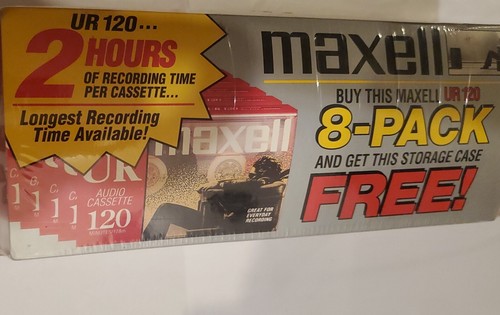 UR 120...
2 HOURS
OF RECORDING TIME
PER CASSETTE...
Longest Recording
Time Available!
UR
AUDIO
CASSETTE
120
maxell
GREAT FOR
EVERYDAY
RECORDING
maxell
BUY THIS MAXELL UR 120
8-PACK
AND GET THIS STORAGE CASE
FREE!